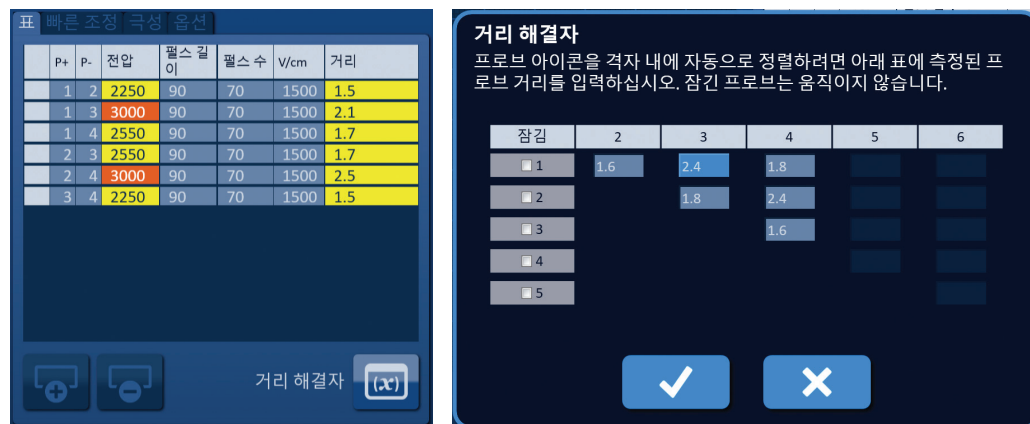 표 빠른 조정 극성 옵션
P+ P- 전압 펄스 길이 펄스 수 V/cm 거리
1 2 2250 90 70 1500 1.5
1 3 3000 90 70 1500 2.1
1 4 2550 90 70 1500 1.7
2 3 2550 90 70 1500 1.7
2 4 3000 90 70 1500 2.5
3 4 2250 90 70 1500 1.5
거리 해결자 (x)
거리 해결자
프로브 아이콘을 격자 내에 자동으로 정렬하려면 아래 표에 측정된 프
로브 거리를 입력하십시오. 잠긴 프로브는 움직이지 않습니다.
잠김 2 3 4 5 6
1 1.6 2.4 1.8
2 1.8 2.4
3 1.6
4
5